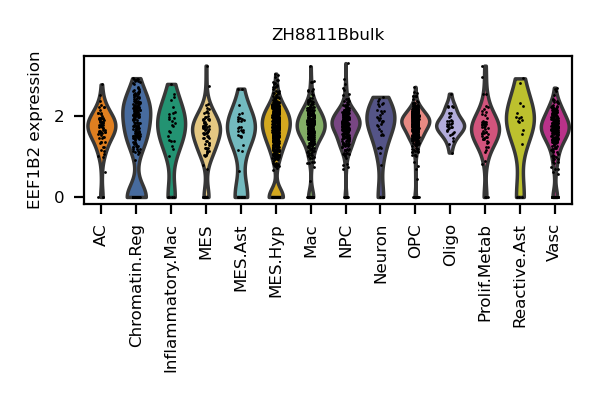 ZH8811Bbulk
EEF1B2 expression
2
0
AC
Chromatin.Reg
Inflammatory.Mac
MES
MES.Ast
MES.Hyp
Mac
NPC
Neuron
OPC
Oligo
Prolif.Metab
Reactive.Ast
Vasc